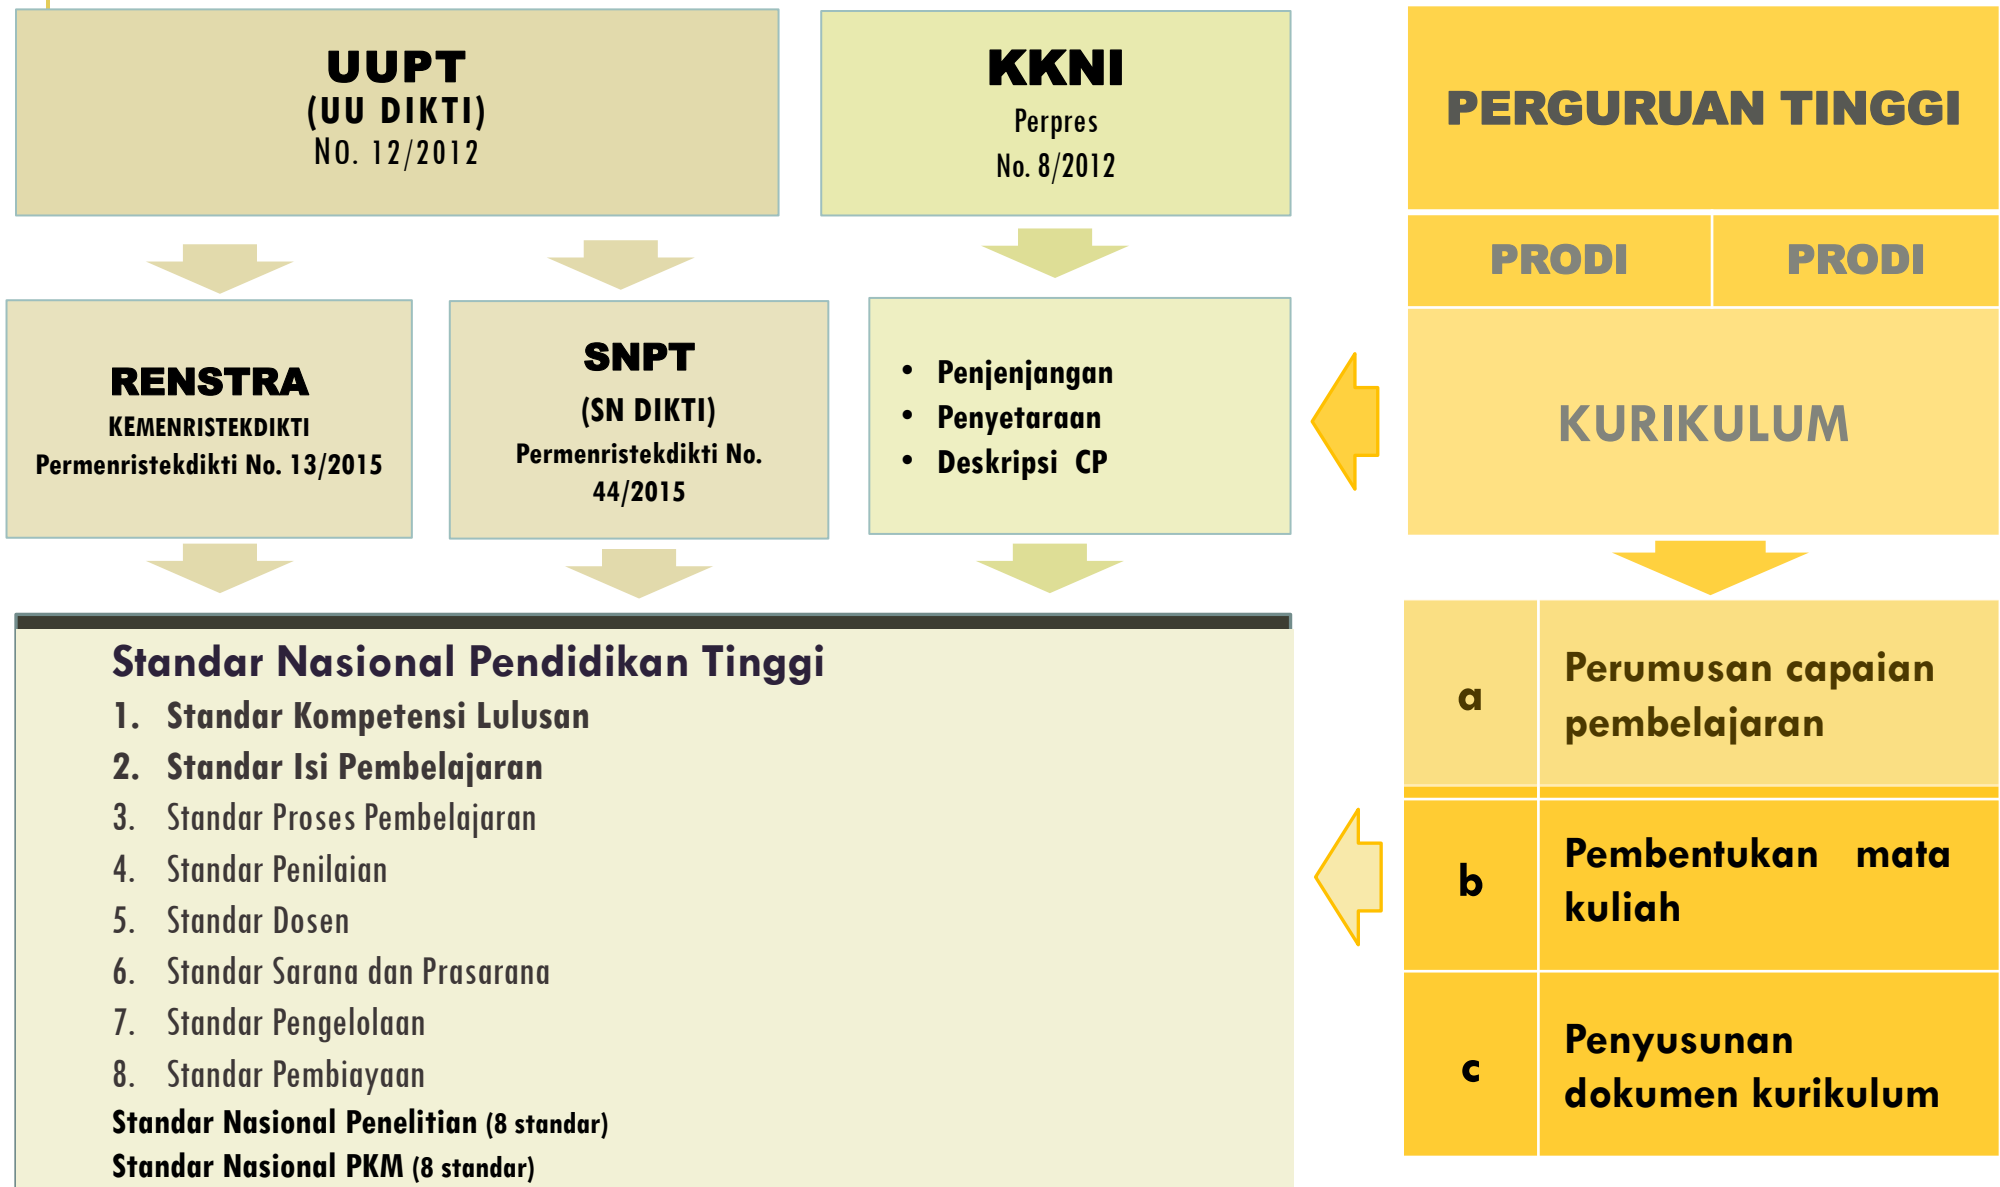 UUPT
(UU DIKTI)
NO. 12/2012
KKNI
Perpres
No. 8/2012
PERGURUAN TINGGI
PRODI
PRODI
RENSTRA
KEMENRISTEKDIKTI
Permenristekdikti No. 13/2015
SNPT
(SN DIKTI)
Permenristekdikti No.
44/2015
• Penjenjangan
• Penyetaraan
• Deskripsi CP
KURIKULUM
Standar Nasional Pendidikan Tinggi
1. Standar Kompetensi Lulusan
2. Standar Isi Pembelajaran
3. Standar Proses Pembelajaran
4. Standar Penilaian
5. Standar Dosen
6. Standar Sarana dan Prasarana
7. Standar Pengelolaan
8. Standar Pembiayaan
Standar Nasional Penelitian (8 standar)
Standar Nasional PKM (8 standar)
a
Perumusan capaian
pembelajaran
b
Pembentukan mata
kuliah
c
Penyusunan
dokumen kurikulum